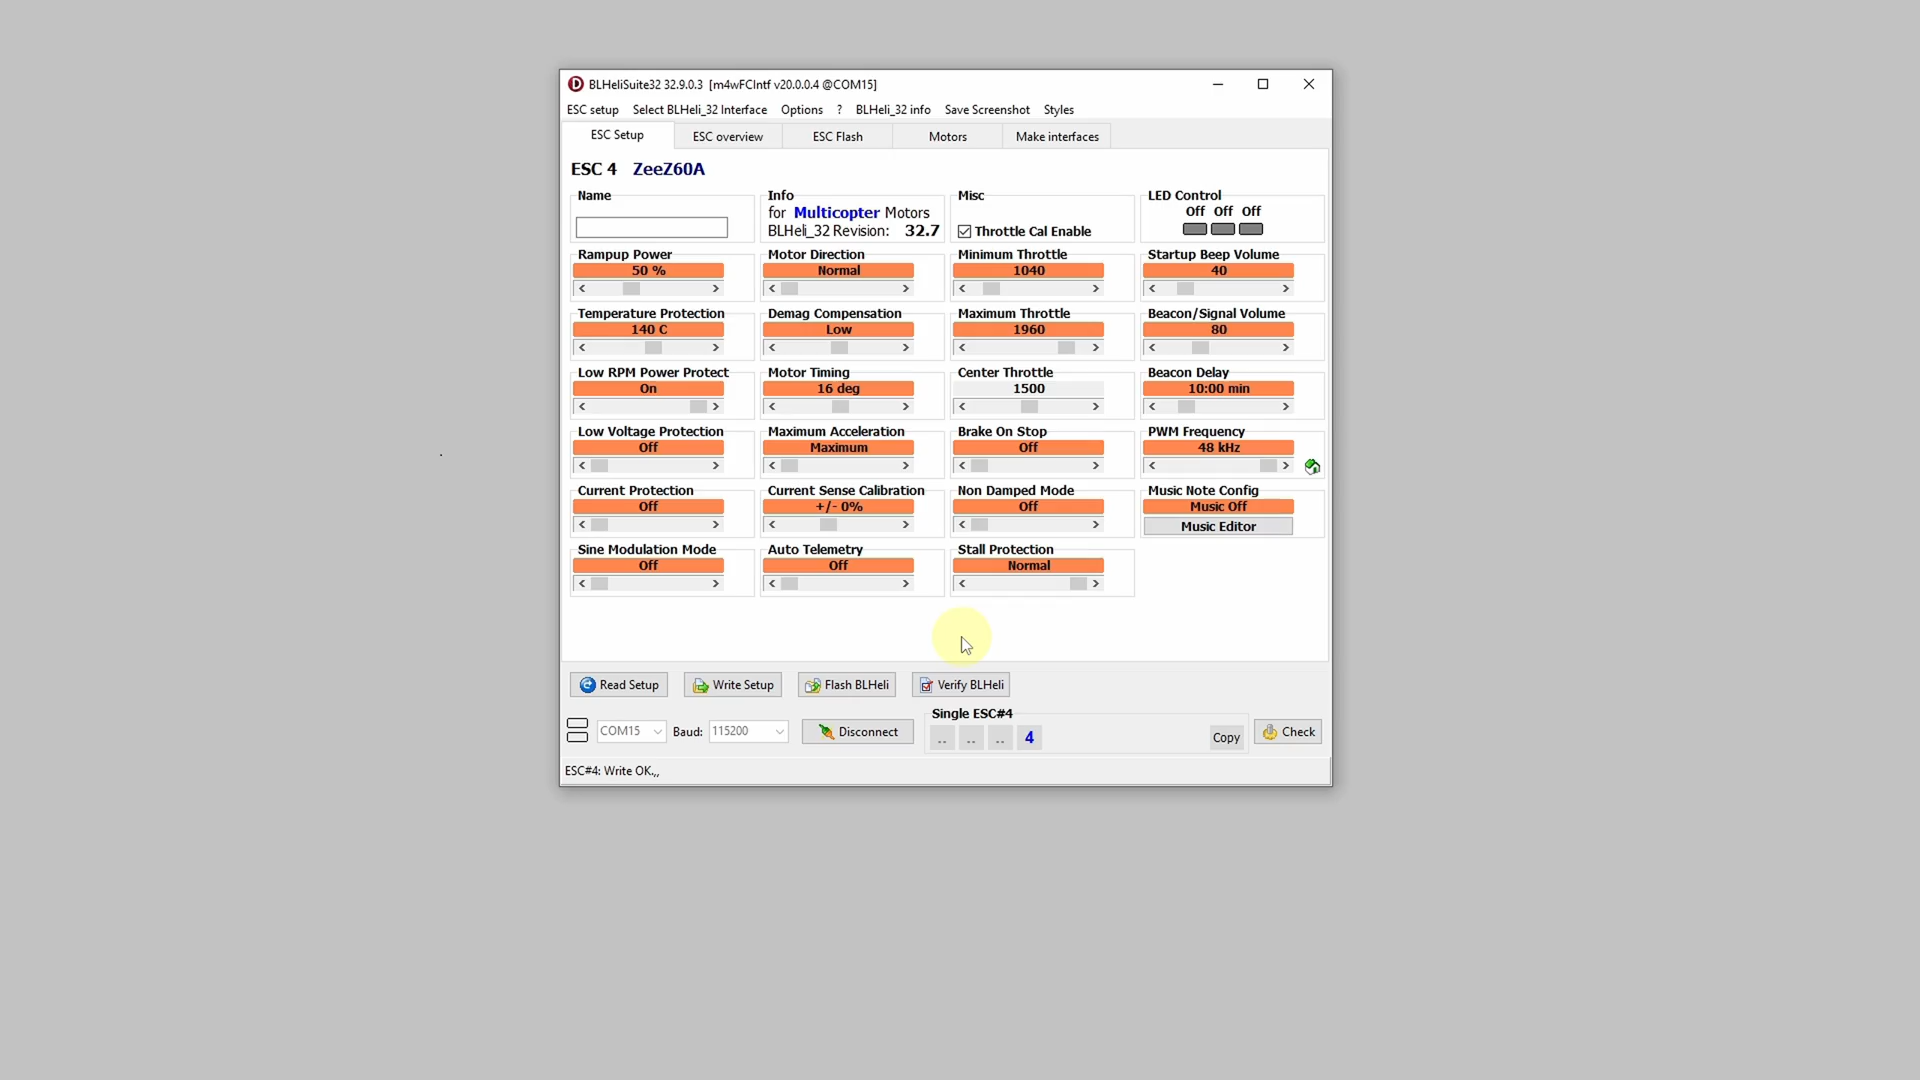 BLHeliSuite32 32.9.0.3 [m4wFCIntf v20.0.0.4 @COM15]
ESC setup Select BLHeli_32 Interface Options ? BLHeli_32 info Save Screenshot Styles
ESC Setup ESC overview ESC Flash Motors Make interfaces
ESC 4 ZeeZ60A
Name Info Misc LED Control
for Multicopter Motors Off Off Off
BLHeli_32 Revision: 32.7 Throttle Cal Enable
Rampup Power Motor Direction Minimum Throttle Startup Beep Volume
50 % Normal 1040 40
Temperature Protection Demag Compensation Maximum Throttle Beacon/Signal Volume
140 C Low 1960 80
Low RPM Power Protect Motor Timing Center Throttle Beacon Delay
On 16 deg 1500 10:00 min
Low Voltage Protection Maximum Acceleration Brake On Stop PWM Frequency
Off Maximum Off 48 kHz
Current Protection Current Sense Calibration Non Damped Mode Music Note Config
Off +/- 0% Off Music Off
Music Editor
Sine Modulation Mode Auto Telemetry Stall Protection
Off Off Normal
Read Setup Write Setup Flash BLHeli Verify BLHeli
Single ESC#4
COM15 Baud: 115200 Disconnect .. .. .. 4 Copy Check
ESC#4: Write OK.,,